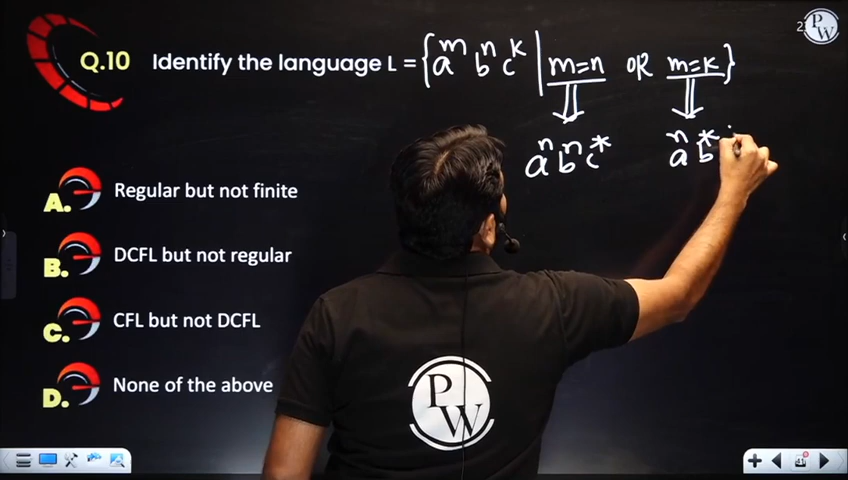 Q.10 Identify the language L = {a^m b^n c^k | m=n OR m=k}
a^n b^n c^*
a^n b^*
A. Regular but not finite
B. DCFL but not regular
C. CFL but not DCFL
D. None of the above
PW
PW